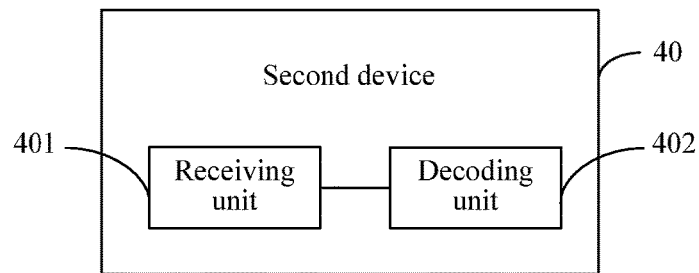 Second device
40
401
Receiving
unit
Decoding
unit
402